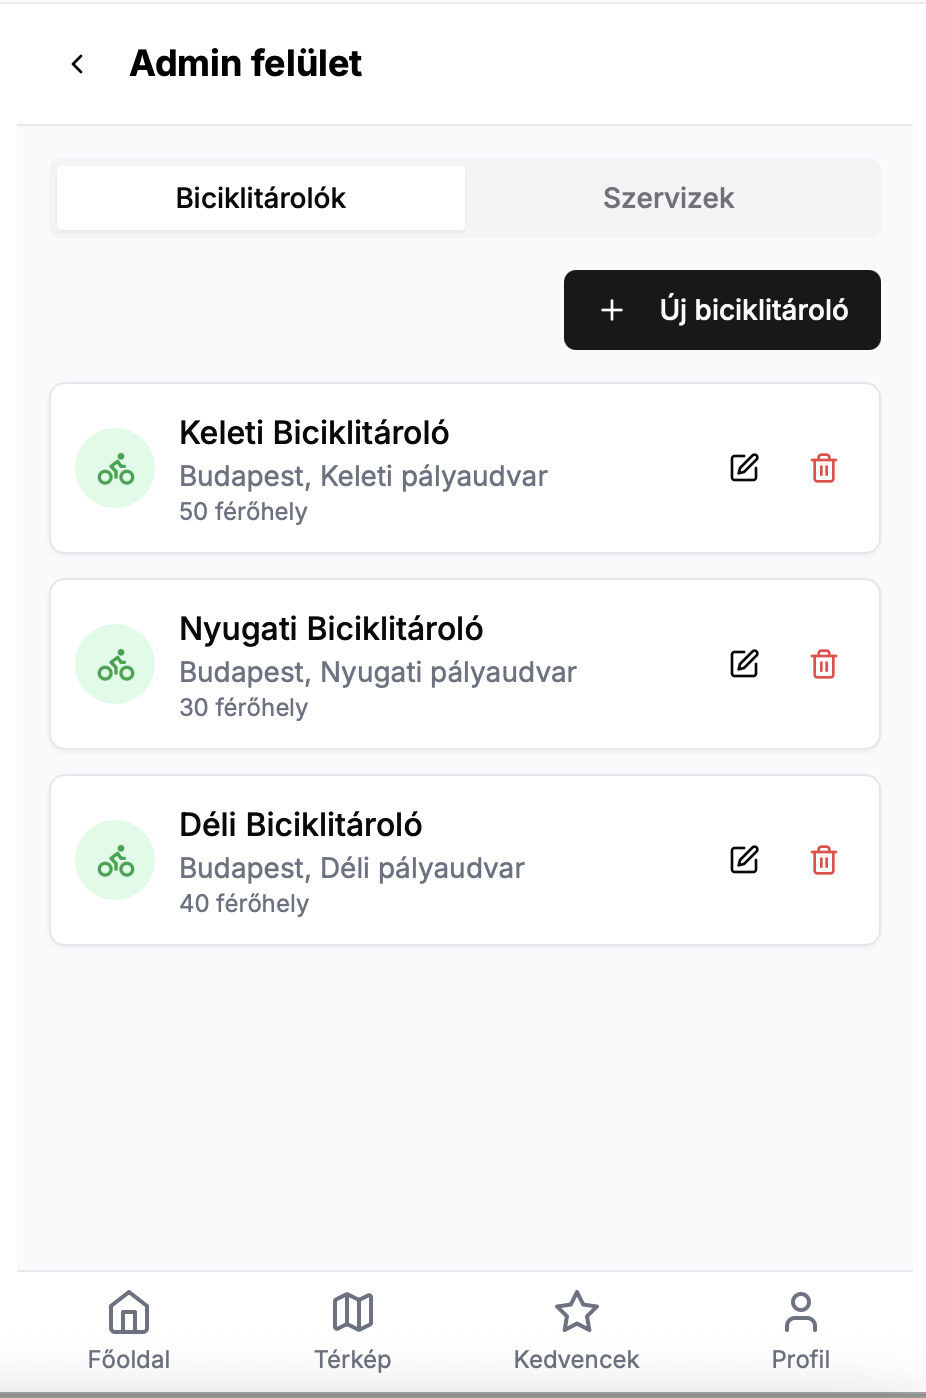 Admin felület
Biciklitárolók
Szervizek
Új biciklitároló
Keleti Biciklitároló
Budapest, Keleti pályaudvar
50 férőhely
Nyugati Biciklitároló
Budapest, Nyugati pályaudvar
30 férőhely
Déli Biciklitároló
Budapest, Déli pályaudvar
40 férőhely
Főoldal
Térkép
Kedvencek
Profil